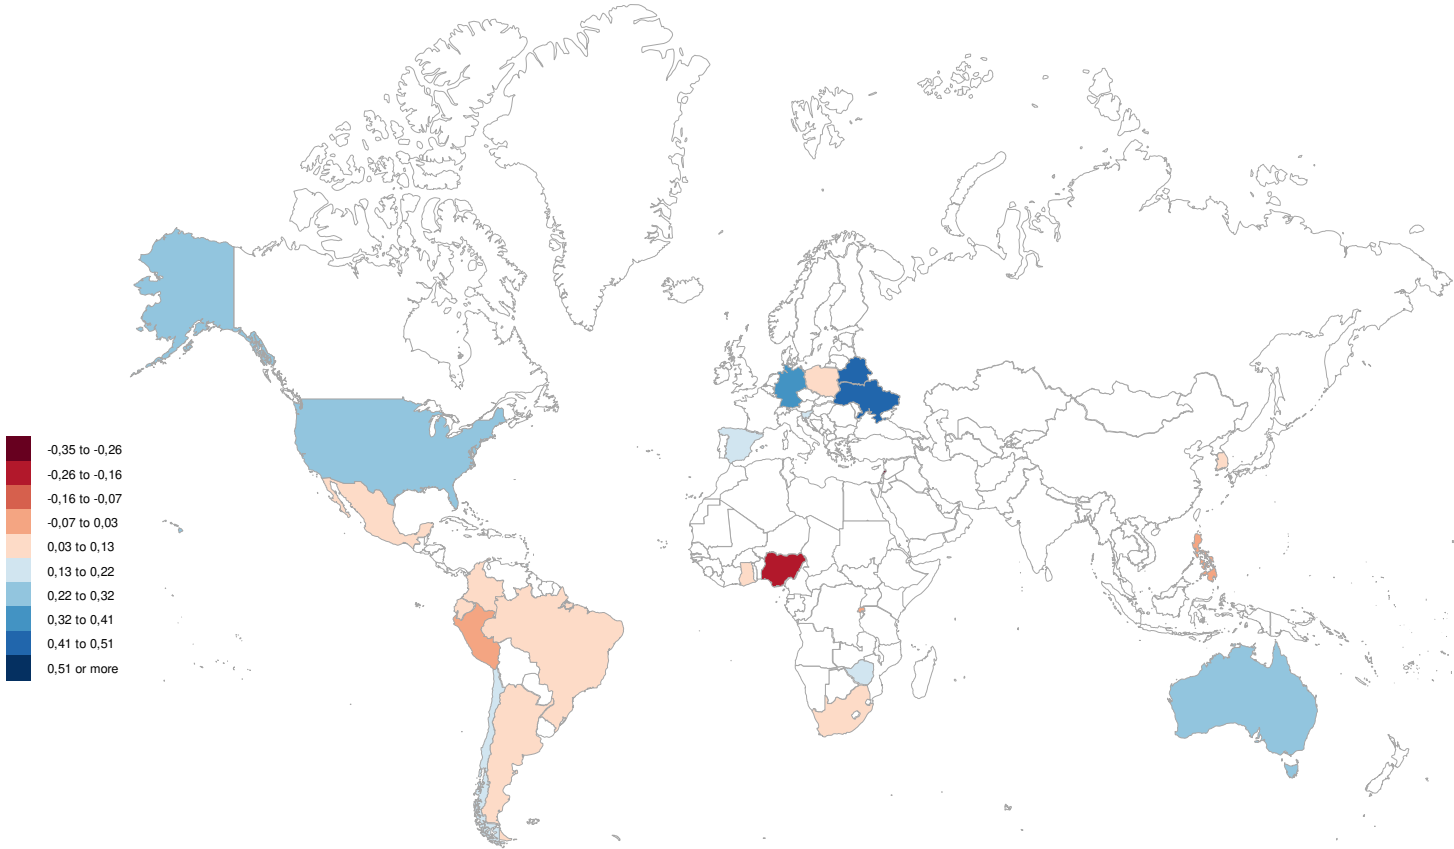 -0,35 to -0,26
-0,26 to -0,16
-0,16 to -0,07
-0,07 to 0,03
0,03 to 0,13
0,13 to 0,22
0,22 to 0,32
0,32 to 0,41
0,41 to 0,51
0,51 or more